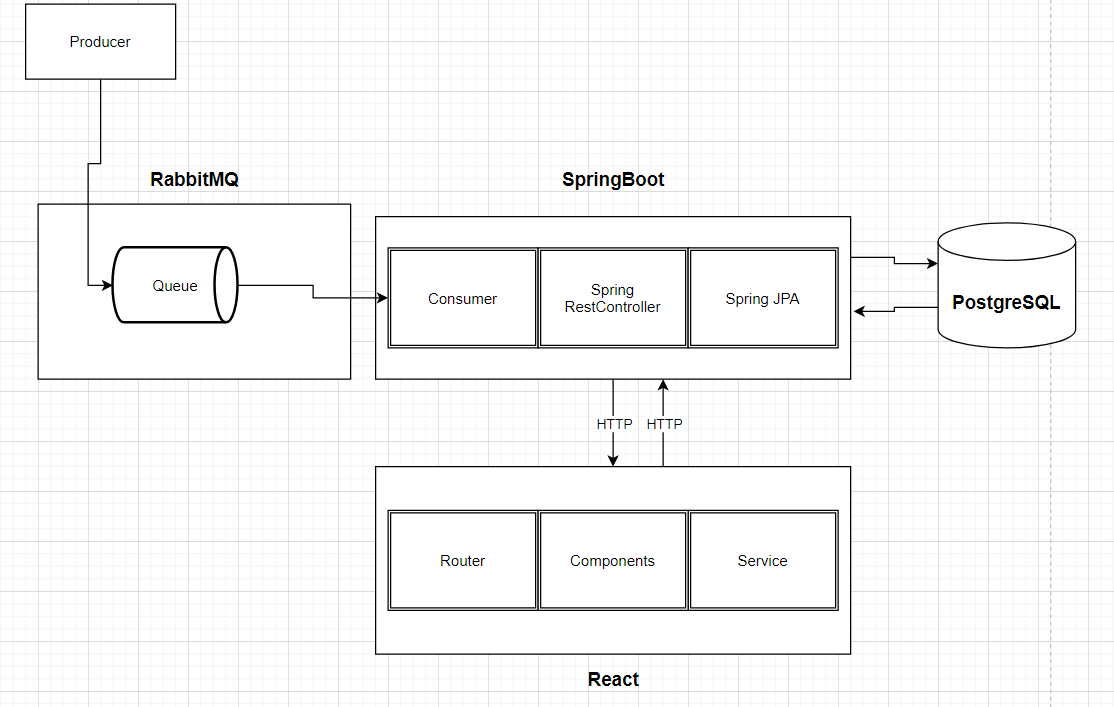 Producer
RabbitMQ
SpringBoot
Queue
Consumer
Spring
RestController
Spring JPA
PostgreSQL
HTTP
HTTP
Router
Components
Service
React